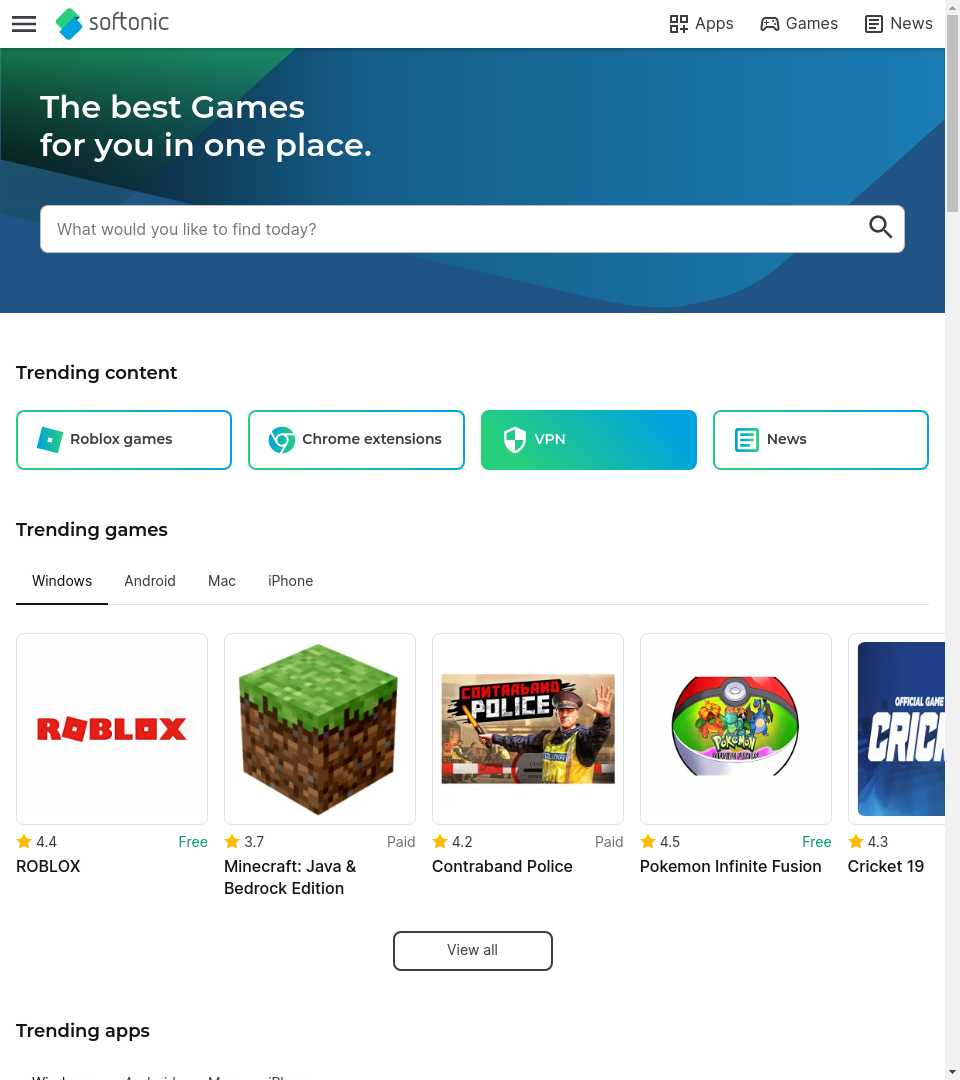 softonic
Apps
Games
News
The best Games
for you in one place.
What would you like to find today?
Trending content
Roblox games
Chrome extensions
VPN
News
Trending games
Windows
Android
Mac
iPhone
ROBLOX
CONTRABAND
POLICE
POKéMON
OFFICIAL GAME
4.4
Free
ROBLOX
3.7
Paid
Minecraft: Java &
Bedrock Edition
4.2
Paid
Contraband Police
4.5
Free
Pokemon Infinite Fusion
4.3
Cricket 19
View all
Trending apps